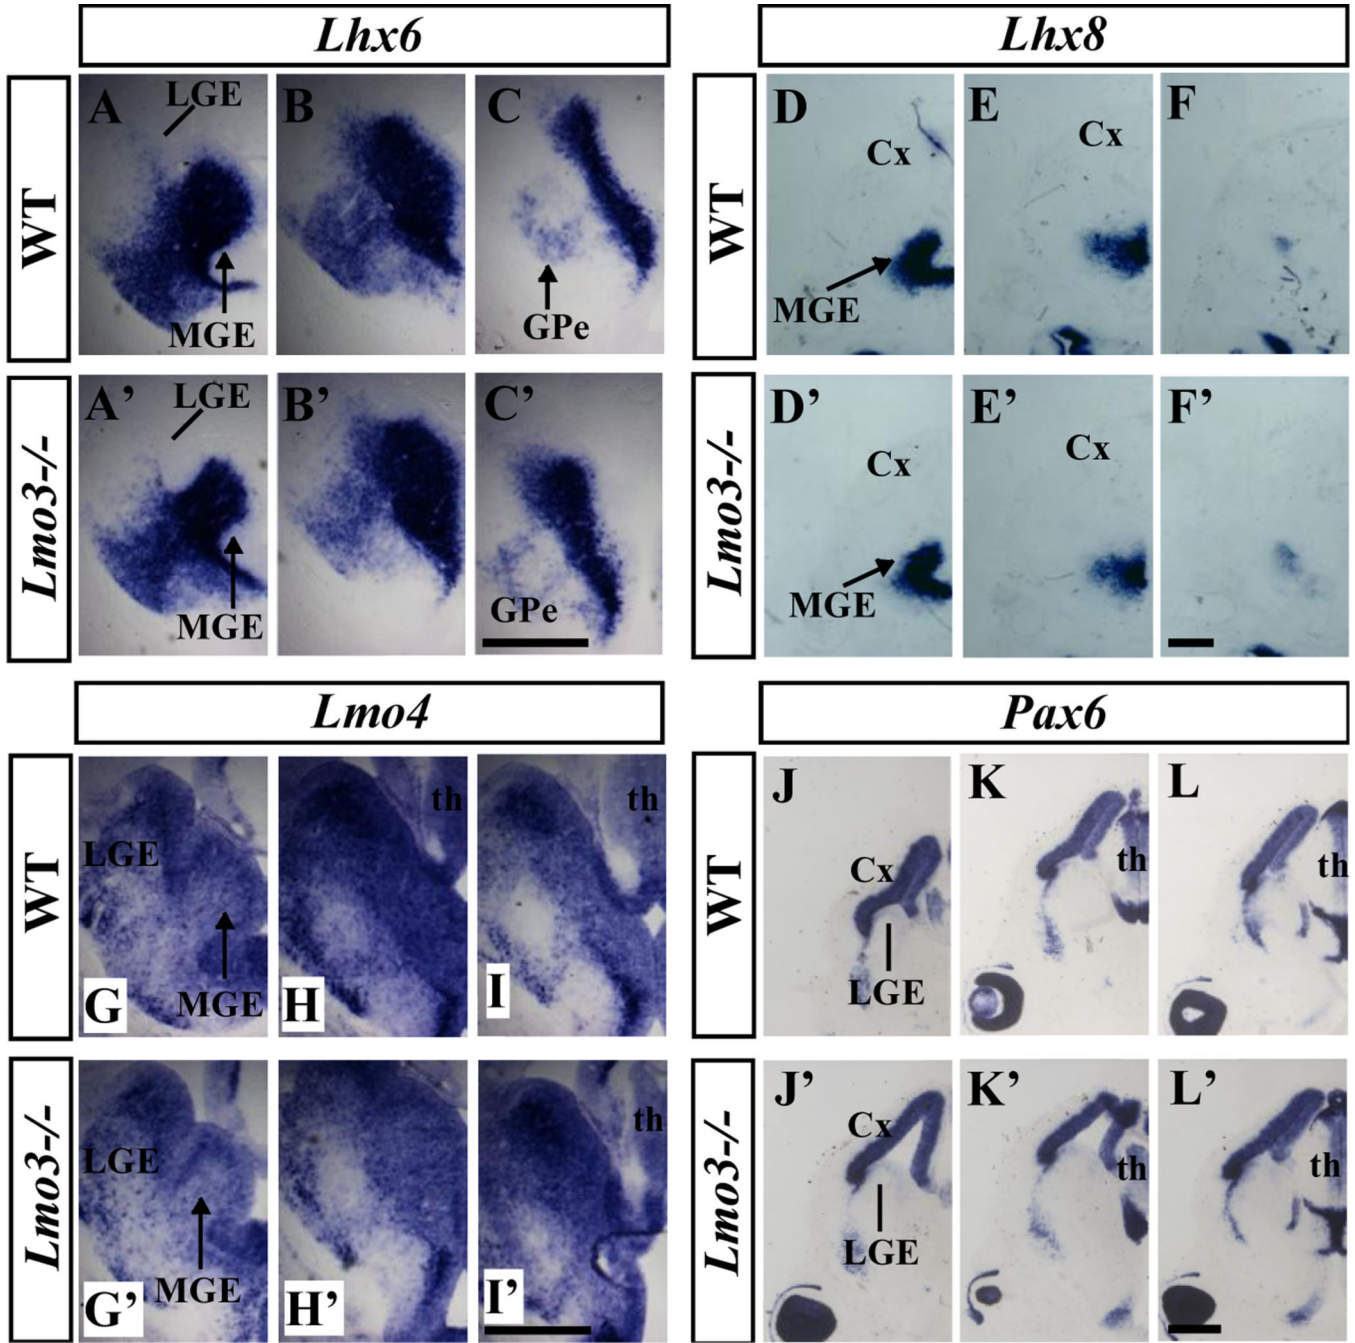 Lhx6
Lhx8
WT
A
LGE
MGE
B
C
GPe
WT
D
Cx
MGE
E
Cx
F
Lmo3-/-
A’
LGE
MGE
B’
C’
GPe
Lmo3-/-
D’
Cx
MGE
E’
Cx
F’
Lmo4
Pax6
WT
LGE
G
MGE
th
H
th
I
WT
J
Cx
LGE
K
th
L
th
Lmo3-/-
LGE
G’
MGE
H’
th
I’
Lmo3-/-
J’
Cx
LGE
K’
th
L’
th